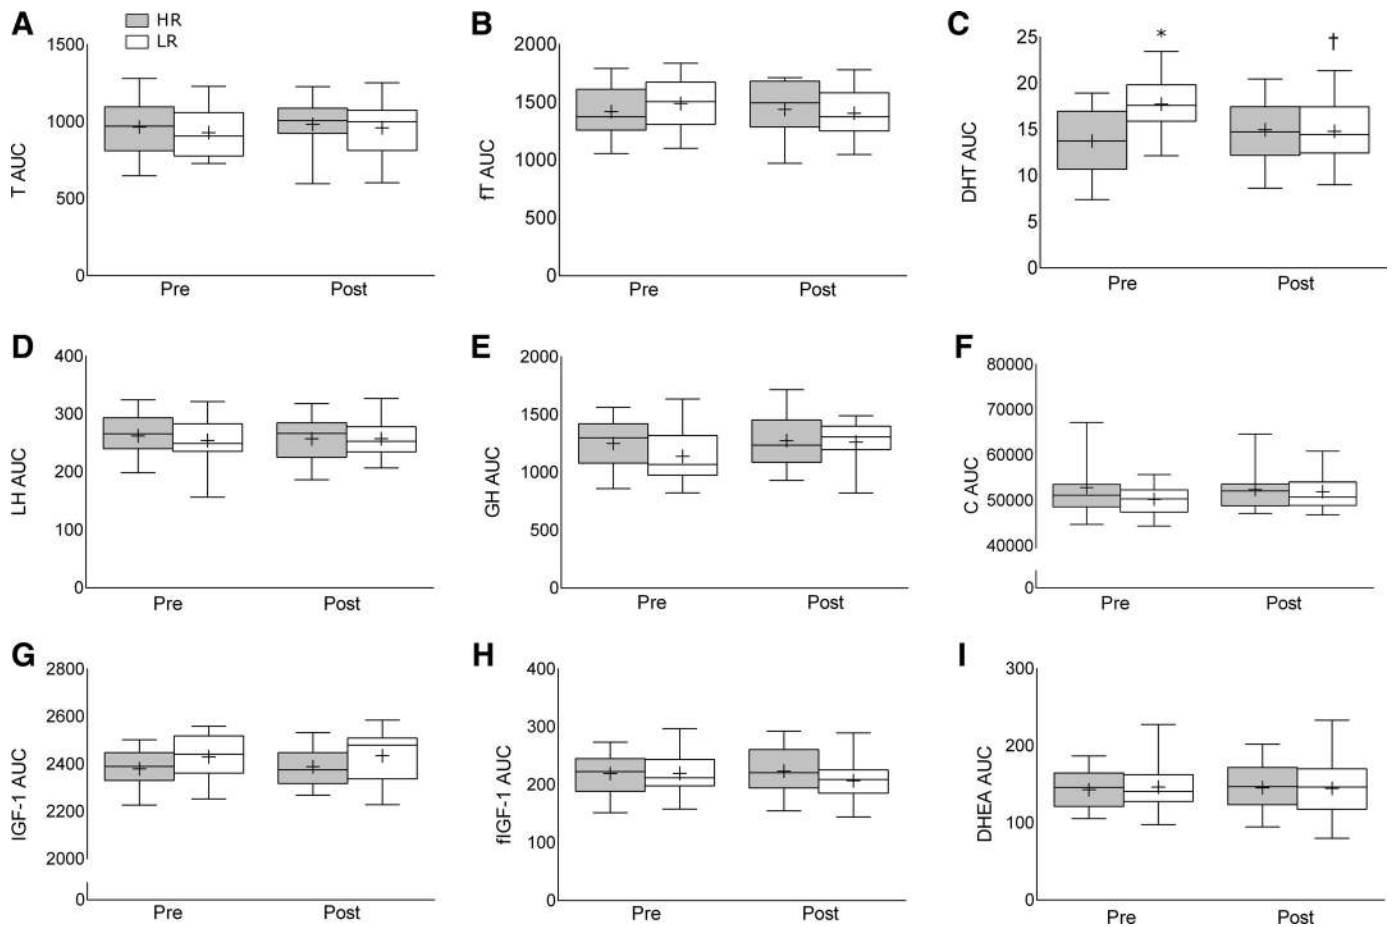 A
HR
LR
T AUC
1500
1000
500
0
Pre
Post
B
fT AUC
2000
1500
1000
500
0
Pre
Post
C
DHT AUC
25
20
15
10
5
0
*
†
Pre
Post
D
LH AUC
400
300
200
100
0
Pre
Post
E
GH AUC
2000
1500
1000
500
0
Pre
Post
F
C AUC
80000
70000
60000
50000
40000
0
Pre
Post
G
IGF-1 AUC
2800
2600
2400
2200
2000
0
Pre
Post
H
fIGF-1 AUC
400
300
200
100
0
Pre
Post
I
DHEA AUC
300
200
100
0
Pre
Post